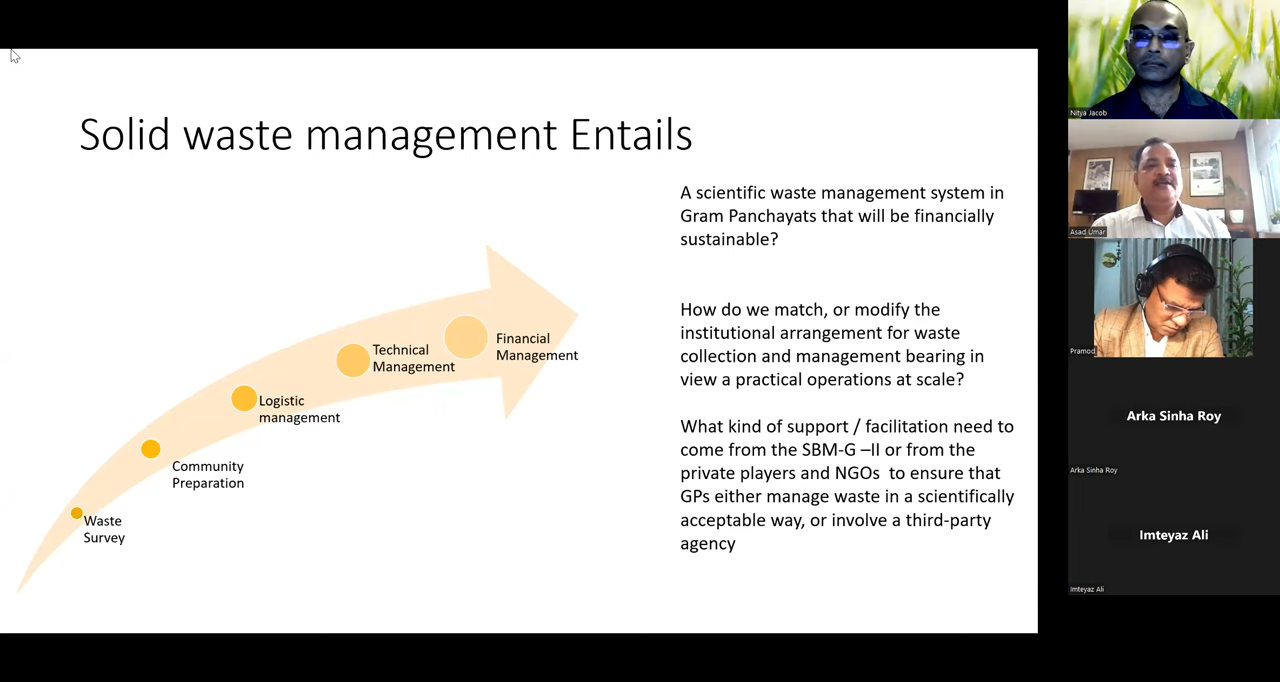 Solid waste management Entails
A scientific waste management system in
Gram Panchayats that will be financially
sustainable?
How do we match, or modify the
institutional arrangement for waste
collection and management bearing in
view a practical operations at scale?
What kind of support / facilitation need to
come from the SBM-G –II or from the
private players and NGOs  to ensure that
GPs either manage waste in a scientifically
acceptable way, or involve a third-party
agency
Waste
Survey
Community
Preparation
Logistic
management
Technical
Management
Financial
Management
Nitya Jacob
Asad Umar
Pramod
Arka Sinha Roy
Arka Sinha Roy
Imteyaz Ali
Imteyaz Ali